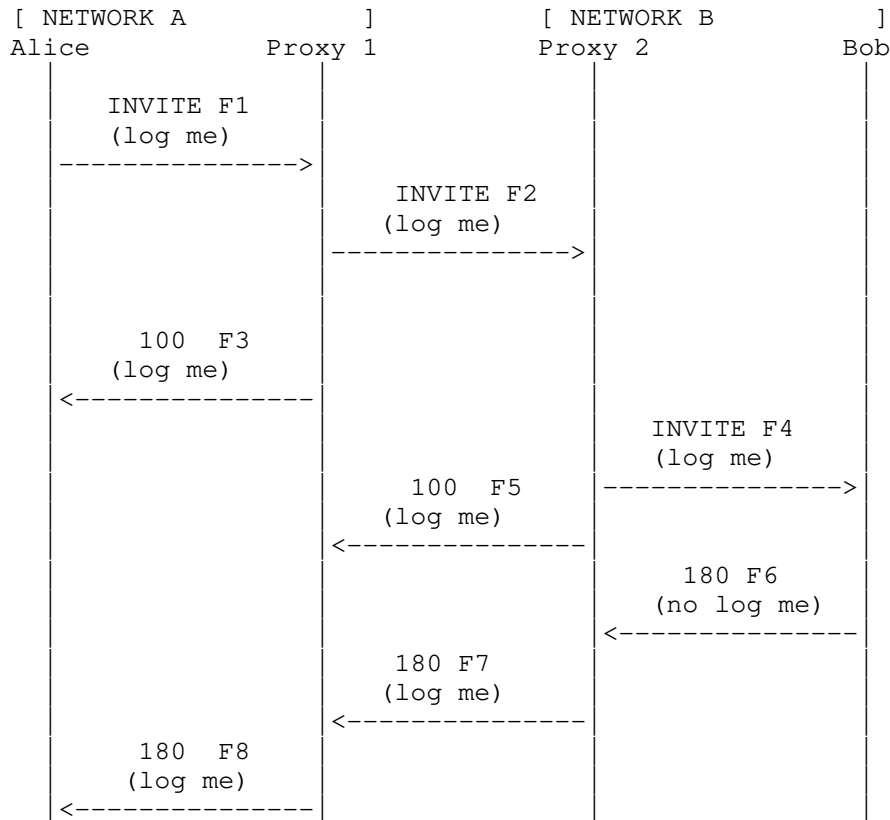 [ NETWORK A ] [ NETWORK B ]
Alice Proxy 1 Proxy 2 Bob
INVITE F1
(log me)
INVITE F2
(log me)
100 F3
(log me)
INVITE F4
(log me)
100 F5
(log me)
180 F6
(no log me)
180 F7
(log me)
180 F8
(log me)